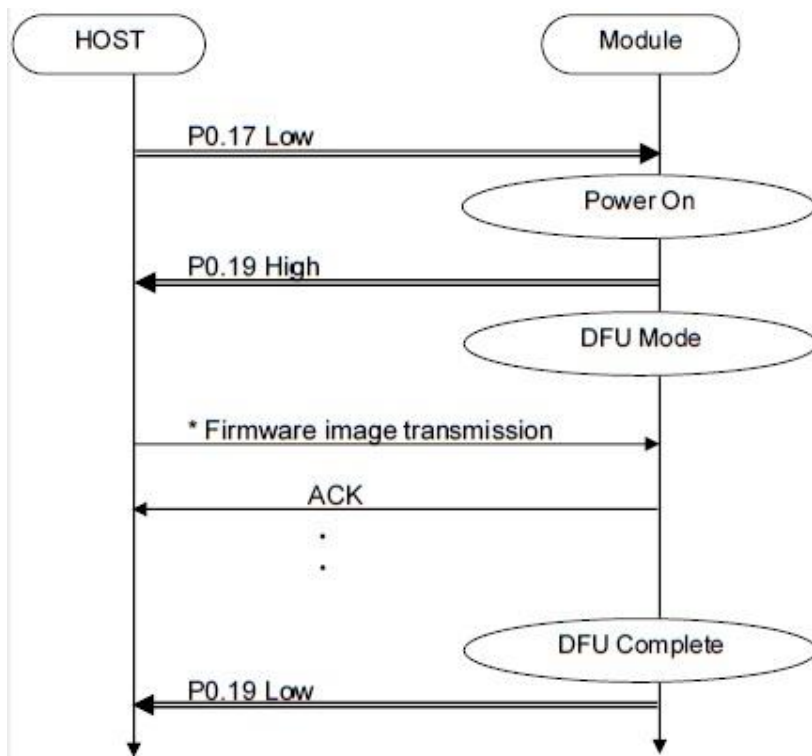 HOST
Module
P0.17 Low
Power On
P0.19 High
DFU Mode
* Firmware image transmission
ACK
DFU Complete
P0.19 Low